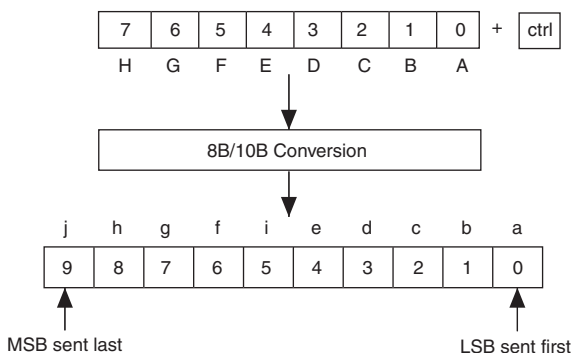 7 6 5 4 3 2 1 0 + ctrl
H G F E D C B A
8B/10B Conversion
j h g f i e d c b a
9 8 7 6 5 4 3 2 1 0
MSB sent last LSB sent first